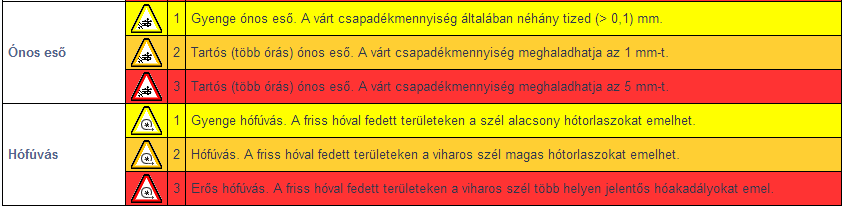 Ónos eső
1 Gyenge ónos eső. A várt csapadékmennyiség általában néhány tized (> 0,1) mm.
2 Tartós (több órás) ónos eső. A várt csapadékmennyiség meghaladhatja az 1 mm-t.
3 Tartós (több órás) ónos eső. A várt csapadékmennyiség meghaladhatja az 5 mm-t.
Hófúvás
1 Gyenge hófúvás. A friss hóval fedett területeken a szél alacsony hótorlaszokat emelhet.
2 Hófúvás. A friss hóval fedett területeken a viharos szél magas hótorlaszokat emelhet.
3 Erős hófúvás. A friss hóval fedett területeken a viharos szél több helyen jelentős hóakadályokat emel.